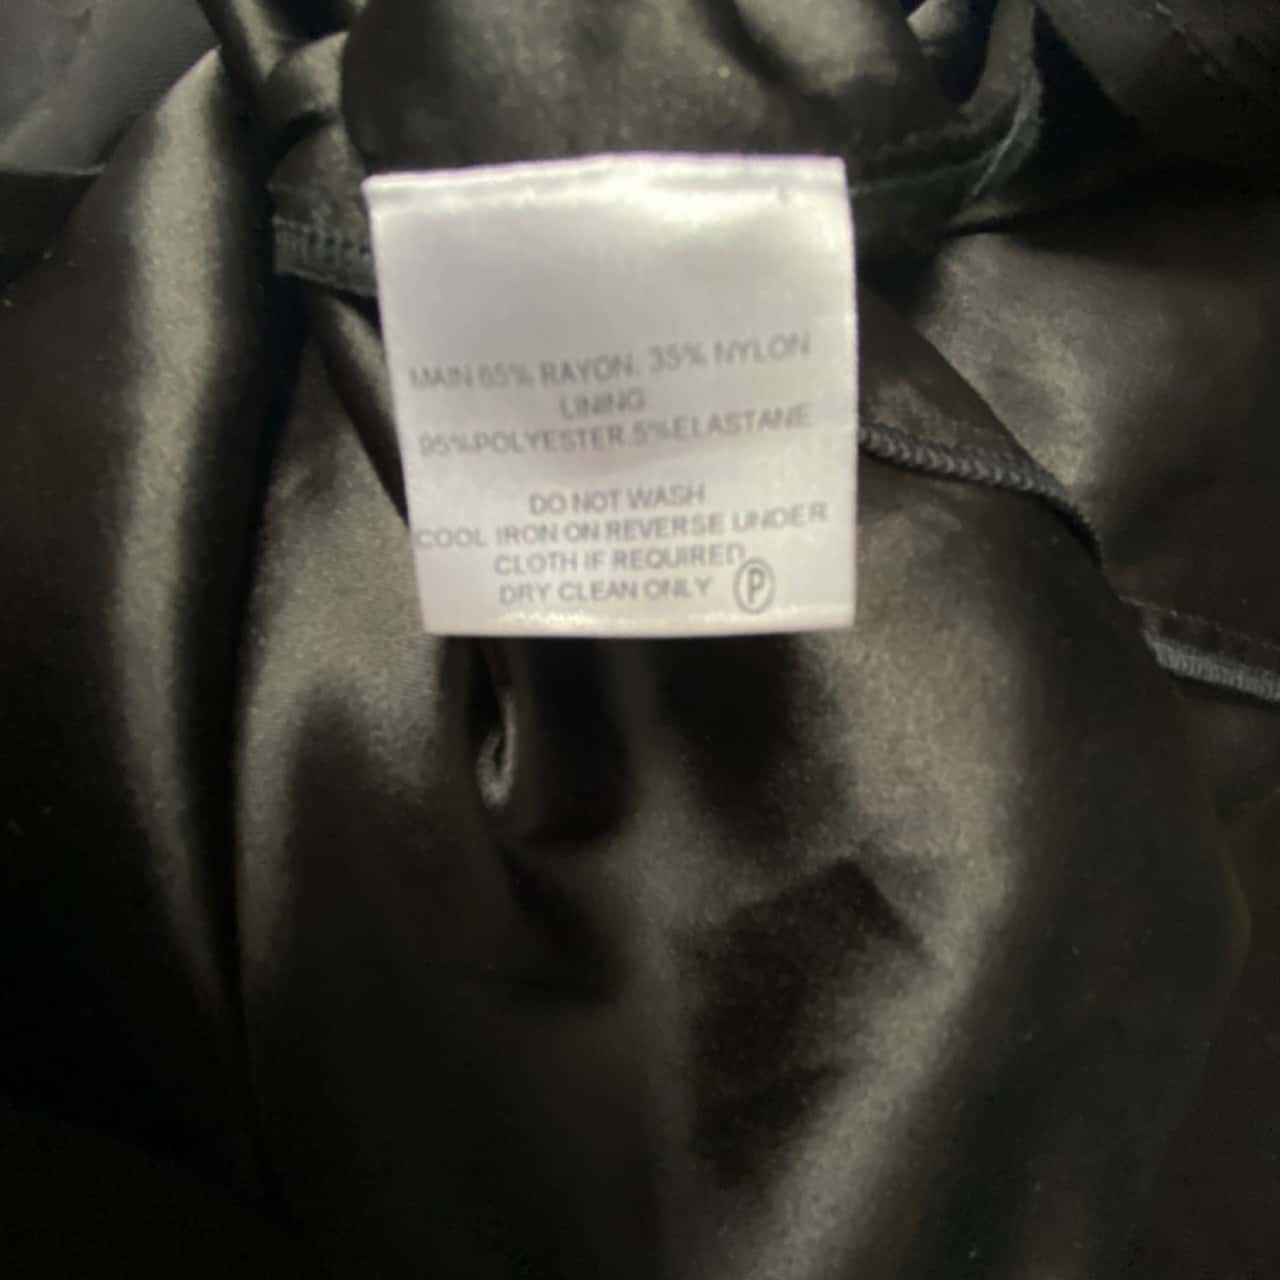 MAIN 65% RAYON. 35% NYLON
LINING
95%POLYESTER.5%ELASTANE
DO NOT WASH
COOL IRON ON REVERSE UNDER
CLOTH IF REQUIRED
DRY CLEAN ONLY Ⓟ